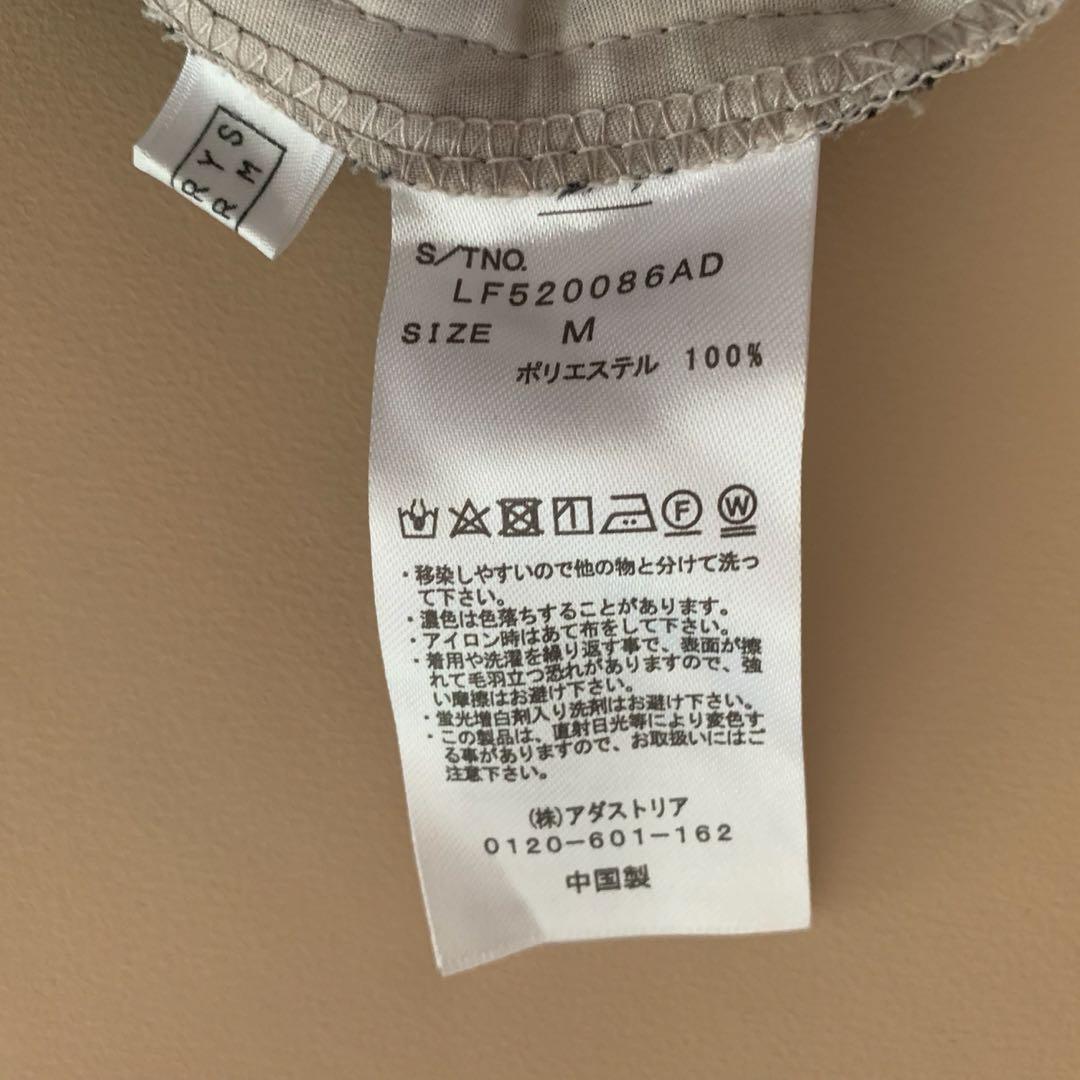 RYS
RM
S/TNO.
LF520086AD
SIZE M
ポリエステル 100%
F W
・移染しやすいので他の物と分けて洗っ
て下さい。
・濃色は色落ちすることがあります。
・アイロン時はあて布をして下さい。
・着用や洗濯を繰り返す事で、表面が擦
れて毛羽立つ恐れがありますので、強
い摩擦はお避け下さい。
・蛍光増白剤入り洗剤はお避け下さい。
・この製品は、直射日光等により変色す
る事がありますので、お取扱いにはご
注意下さい。
(株)アダストリア
0120-601-162
中国製